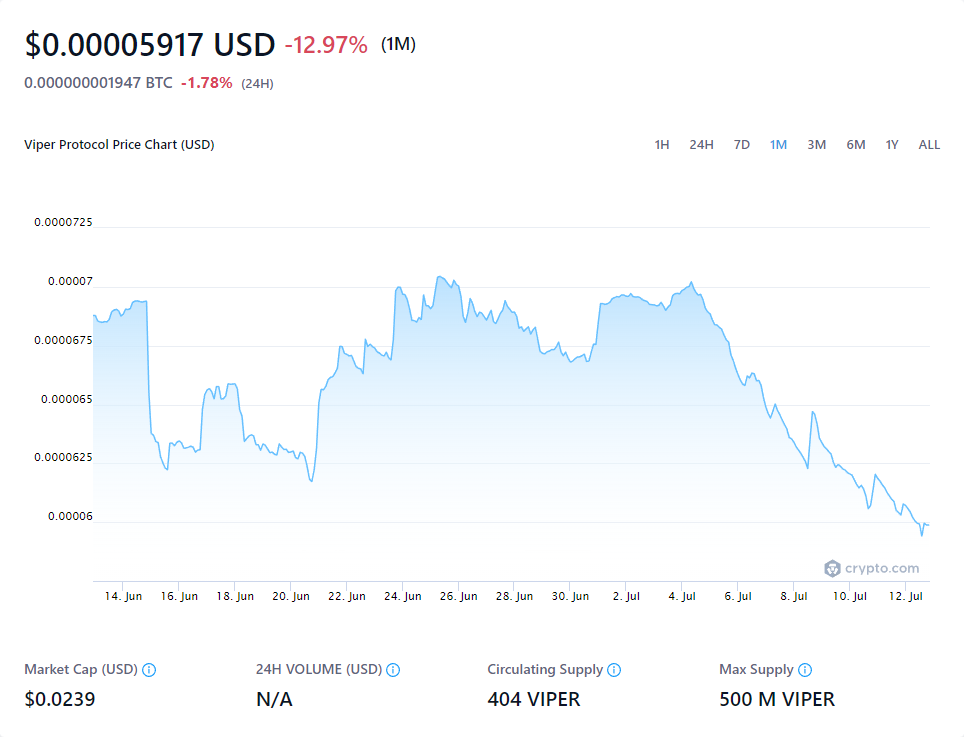 $0.00005917 USD -12.97% (1M)
0.000000001947 BTC -1.78% (24H)
Viper Protocol Price Chart (USD)
1H 24H 7D 1M 3M 6M 1Y ALL
0.0000725
0.00007
0.0000675
0.000065
0.0000625
0.00006
crypto.com
14. Jun 16. Jun 18. Jun 20. Jun 22. Jun 24. Jun 26. Jun 28. Jun 30. Jun 2. Jul 4. Jul 6. Jul 8. Jul 10. Jul 12. Jul
Market Cap (USD) 24H VOLUME (USD) Circulating Supply Max Supply
$0.0239 N/A 404 VIPER 500 M VIPER